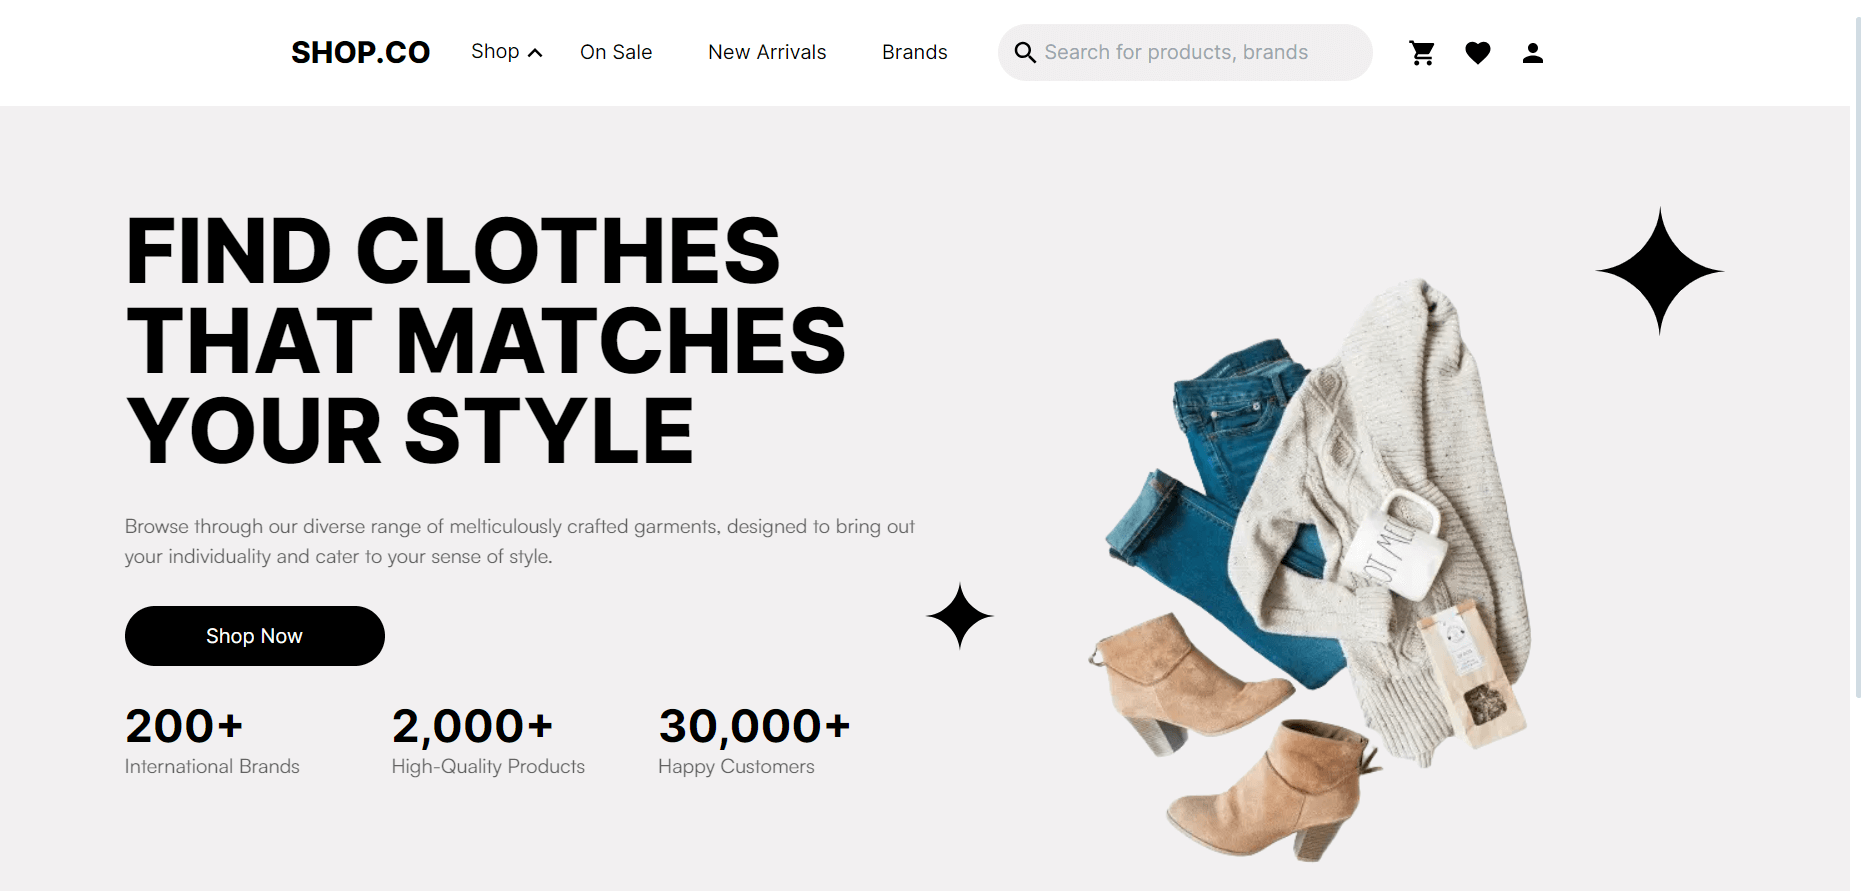 SHOP.CO Shop On Sale New Arrivals Brands Search for products, brands
FIND CLOTHES
THAT MATCHES
YOUR STYLE
Browse through our diverse range of melticulously crafted garments, designed to bring out
your individuality and cater to your sense of style.
Shop Now
200+ 2,000+ 30,000+
International Brands High-Quality Products Happy Customers